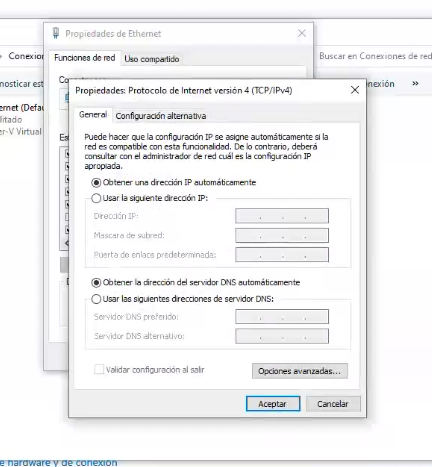 Propiedades de Ethernet
Conexion
Funciones de red Uso compartido
Buscar en Conexiones de red
nosticar est
nexión »
Propiedades: Protocolo de Internet versión 4 (TCP/IPv4)
General Configuración alternativa
Puede hacer que la configuración IP se asigne automáticamente si la
red es compatible con esta funcionalidad. De lo contrario, deberá
consultar con el administrador de red cuál es la configuración IP
apropiada.
Obtener una dirección IP automáticamente
Usar la siguiente dirección IP:
Dirección IP:
Máscara de subred:
Puerta de enlace predeterminada:
Obtener la dirección del servidor DNS automáticamente
Usar las siguientes direcciones de servidor DNS:
Servidor DNS preferido:
Servidor DNS alternativo:
Validar configuración al salir
Opciones avanzadas...
Aceptar Cancelar
e hardware y de conexión